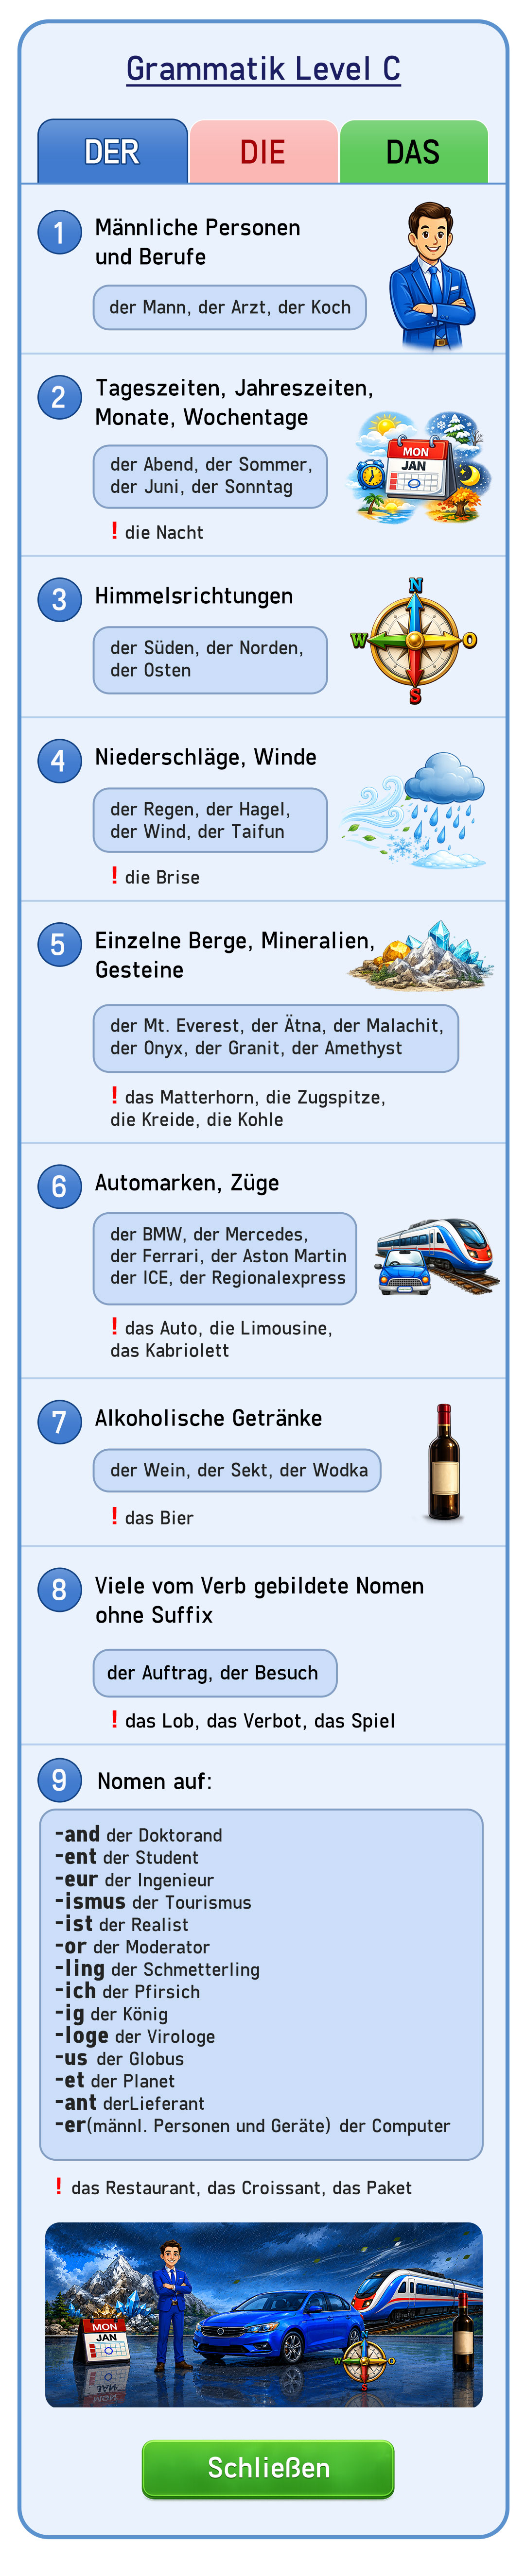 Grammatik Level C
DER
DIE
DAS
1
Männliche Personen
und Berufe
der Mann, der Arzt, der Koch
2
Tageszeiten, Jahreszeiten,
Monate, Wochentage
MON
JAN
der Abend, der Sommer,
der Juni, der Sonntag
! die Nacht
3
Himmelsrichtungen
N
W
O
S
der Süden, der Norden,
der Osten
4
Niederschläge, Winde
der Regen, der Hagel,
der Wind, der Taifun
! die Brise
5
Einzelne Berge, Mineralien,
Gesteine
der Mt. Everest, der Ätna, der Malachit,
der Onyx, der Granit, der Amethyst
! das Matterhorn, die Zugspitze,
die Kreide, die Kohle
6
Automarken, Züge
der BMW, der Mercedes,
der Ferrari, der Aston Martin
der ICE, der Regionalexpress
! das Auto, die Limousine,
das Kabriolett
7
Alkoholische Getränke
der Wein, der Sekt, der Wodka
! das Bier
8
Viele vom Verb gebildete Nomen
ohne Suffix
der Auftrag, der Besuch
! das Lob, das Verbot, das Spiel
9
Nomen auf:
-and der Doktorand
-ent der Student
-eur der Ingenieur
-ismus der Tourismus
-ist der Realist
-or der Moderator
-ling der Schmetterling
-ich der Pfirsich
-ig der König
-loge der Virologe
-us der Globus
-et der Planet
-ant derLieferant
-er(männl. Personen und Geräte) der Computer
! das Restaurant, das Croissant, das Paket
MON
JAN
N
W
O
S
Schließen